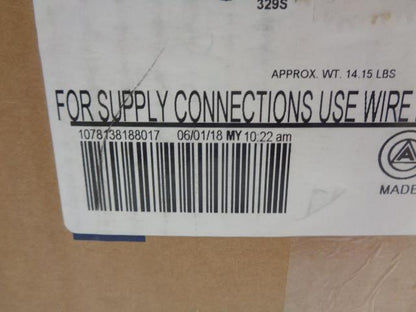 329S
APPROX. WT. 14.15 LBS
FOR SUPPLY CONNECTIONS USE WIRE
1078138188017 06/01/18 MY 10:22 am
A
MADE